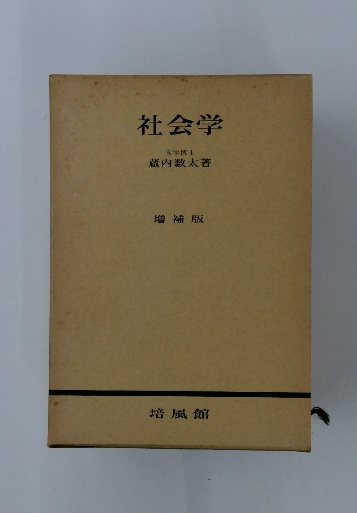 社会学
文学博士
蔵内数太著
増補版
培風館